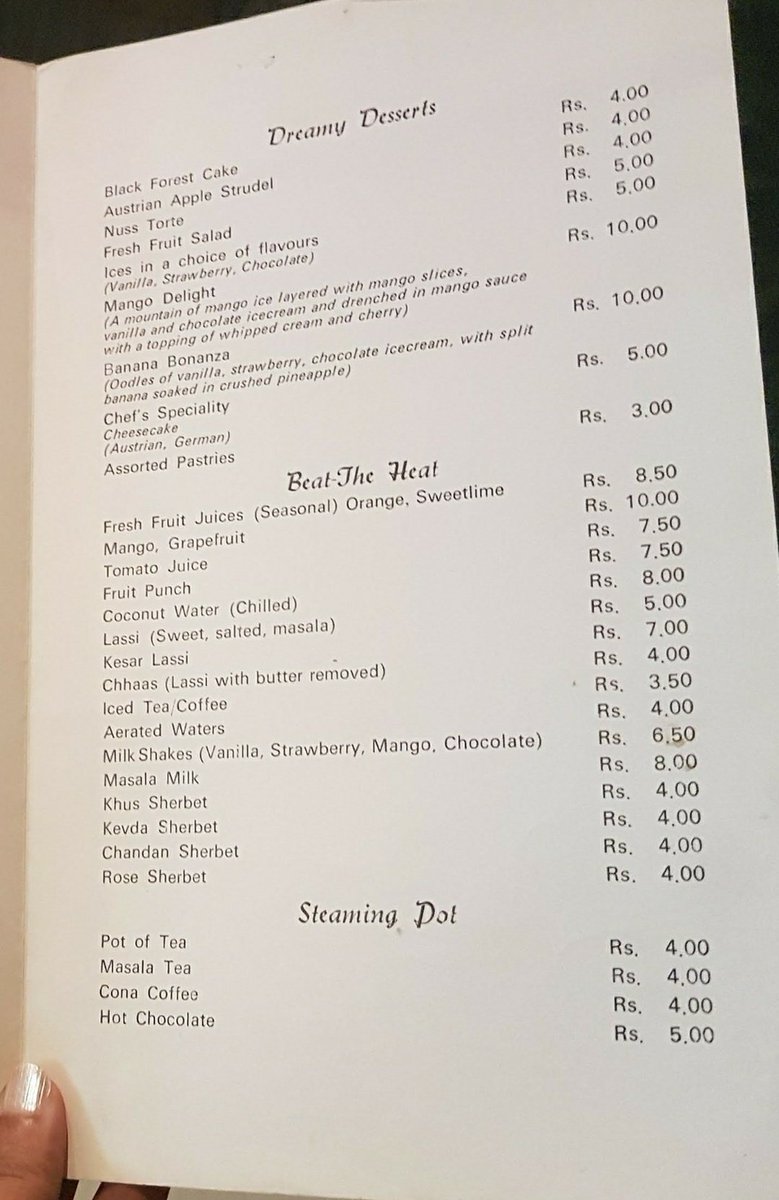 Dreamy Desserts
Black Forest Cake Rs. 4.00
Austrian Apple Strudel Rs. 4.00
Nuss Torte Rs. 4.00
Fresh Fruit Salad Rs. 5.00
Ices in a choice of flavours Rs. 5.00
(Vanilla, Strawberry, Chocolate)
Mango Delight Rs. 10.00
(A mountain of mango ice layered with mango slices,
vanilla and chocolate icecream and drenched in mango sauce
with a topping of whipped cream and cherry)
Banana Bonanza Rs. 10.00
(Oodles of vanilla, strawberry, chocolate icecream, with split
banana soaked in crushed pineapple)
Chef's Speciality Rs. 5.00
Cheesecake
(Austrian, German)
Assorted Pastries Rs. 3.00
Beat-The Heat
Fresh Fruit Juices (Seasonal) Orange, Sweetlime Rs. 8.50
Mango, Grapefruit Rs. 10.00
Tomato Juice Rs. 7.50
Fruit Punch Rs. 7.50
Coconut Water (Chilled) Rs. 8.00
Lassi (Sweet, salted, masala) Rs. 5.00
Kesar Lassi Rs. 7.00
Chhaas (Lassi with butter removed) Rs. 4.00
Iced Tea/Coffee Rs. 3.50
Aerated Waters Rs. 4.00
Milk Shakes (Vanilla, Strawberry, Mango, Chocolate) Rs. 6.50
Masala Milk Rs. 8.00
Khus Sherbet Rs. 4.00
Kevda Sherbet Rs. 4.00
Chandan Sherbet Rs. 4.00
Rose Sherbet Rs. 4.00
Steaming Pot
Pot of Tea Rs. 4.00
Masala Tea Rs. 4.00
Cona Coffee Rs. 4.00
Hot Chocolate Rs. 5.00